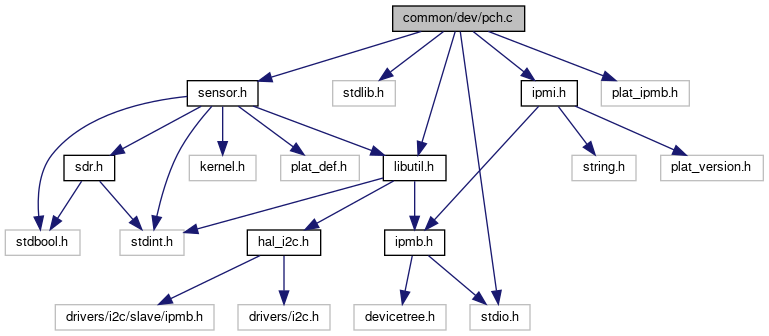 common/dev/pch.c
sensor.h
stdlib.h
ipmi.h
plat_ipmb.h
sdr.h
kernel.h
plat_def.h
libutil.h
string.h
plat_version.h
stdbool.h
stdint.h
hal_i2c.h
ipmb.h
drivers/i2c/slave/ipmb.h
drivers/i2c.h
devicetree.h
stdio.h